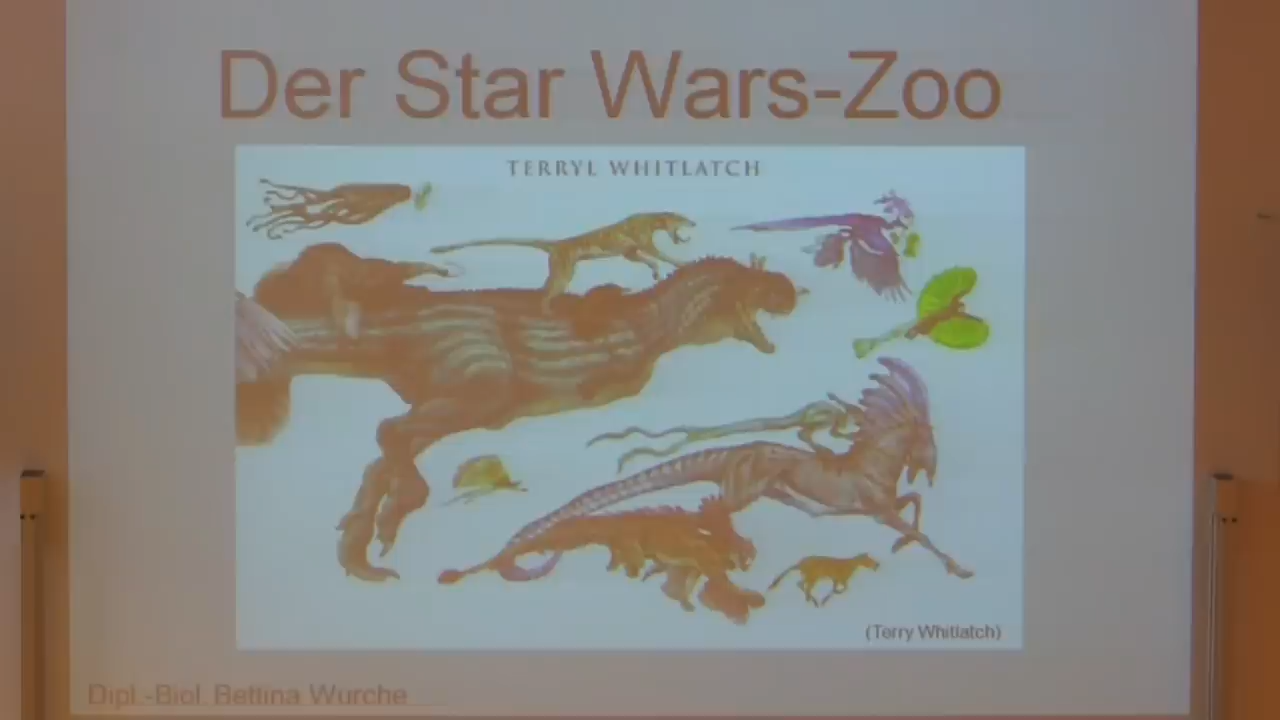 Der Star Wars-Zoo
TERRYL WHITLATCH
(Terry Whitlatch)
Dipl.-Biol. Bettina Wurche